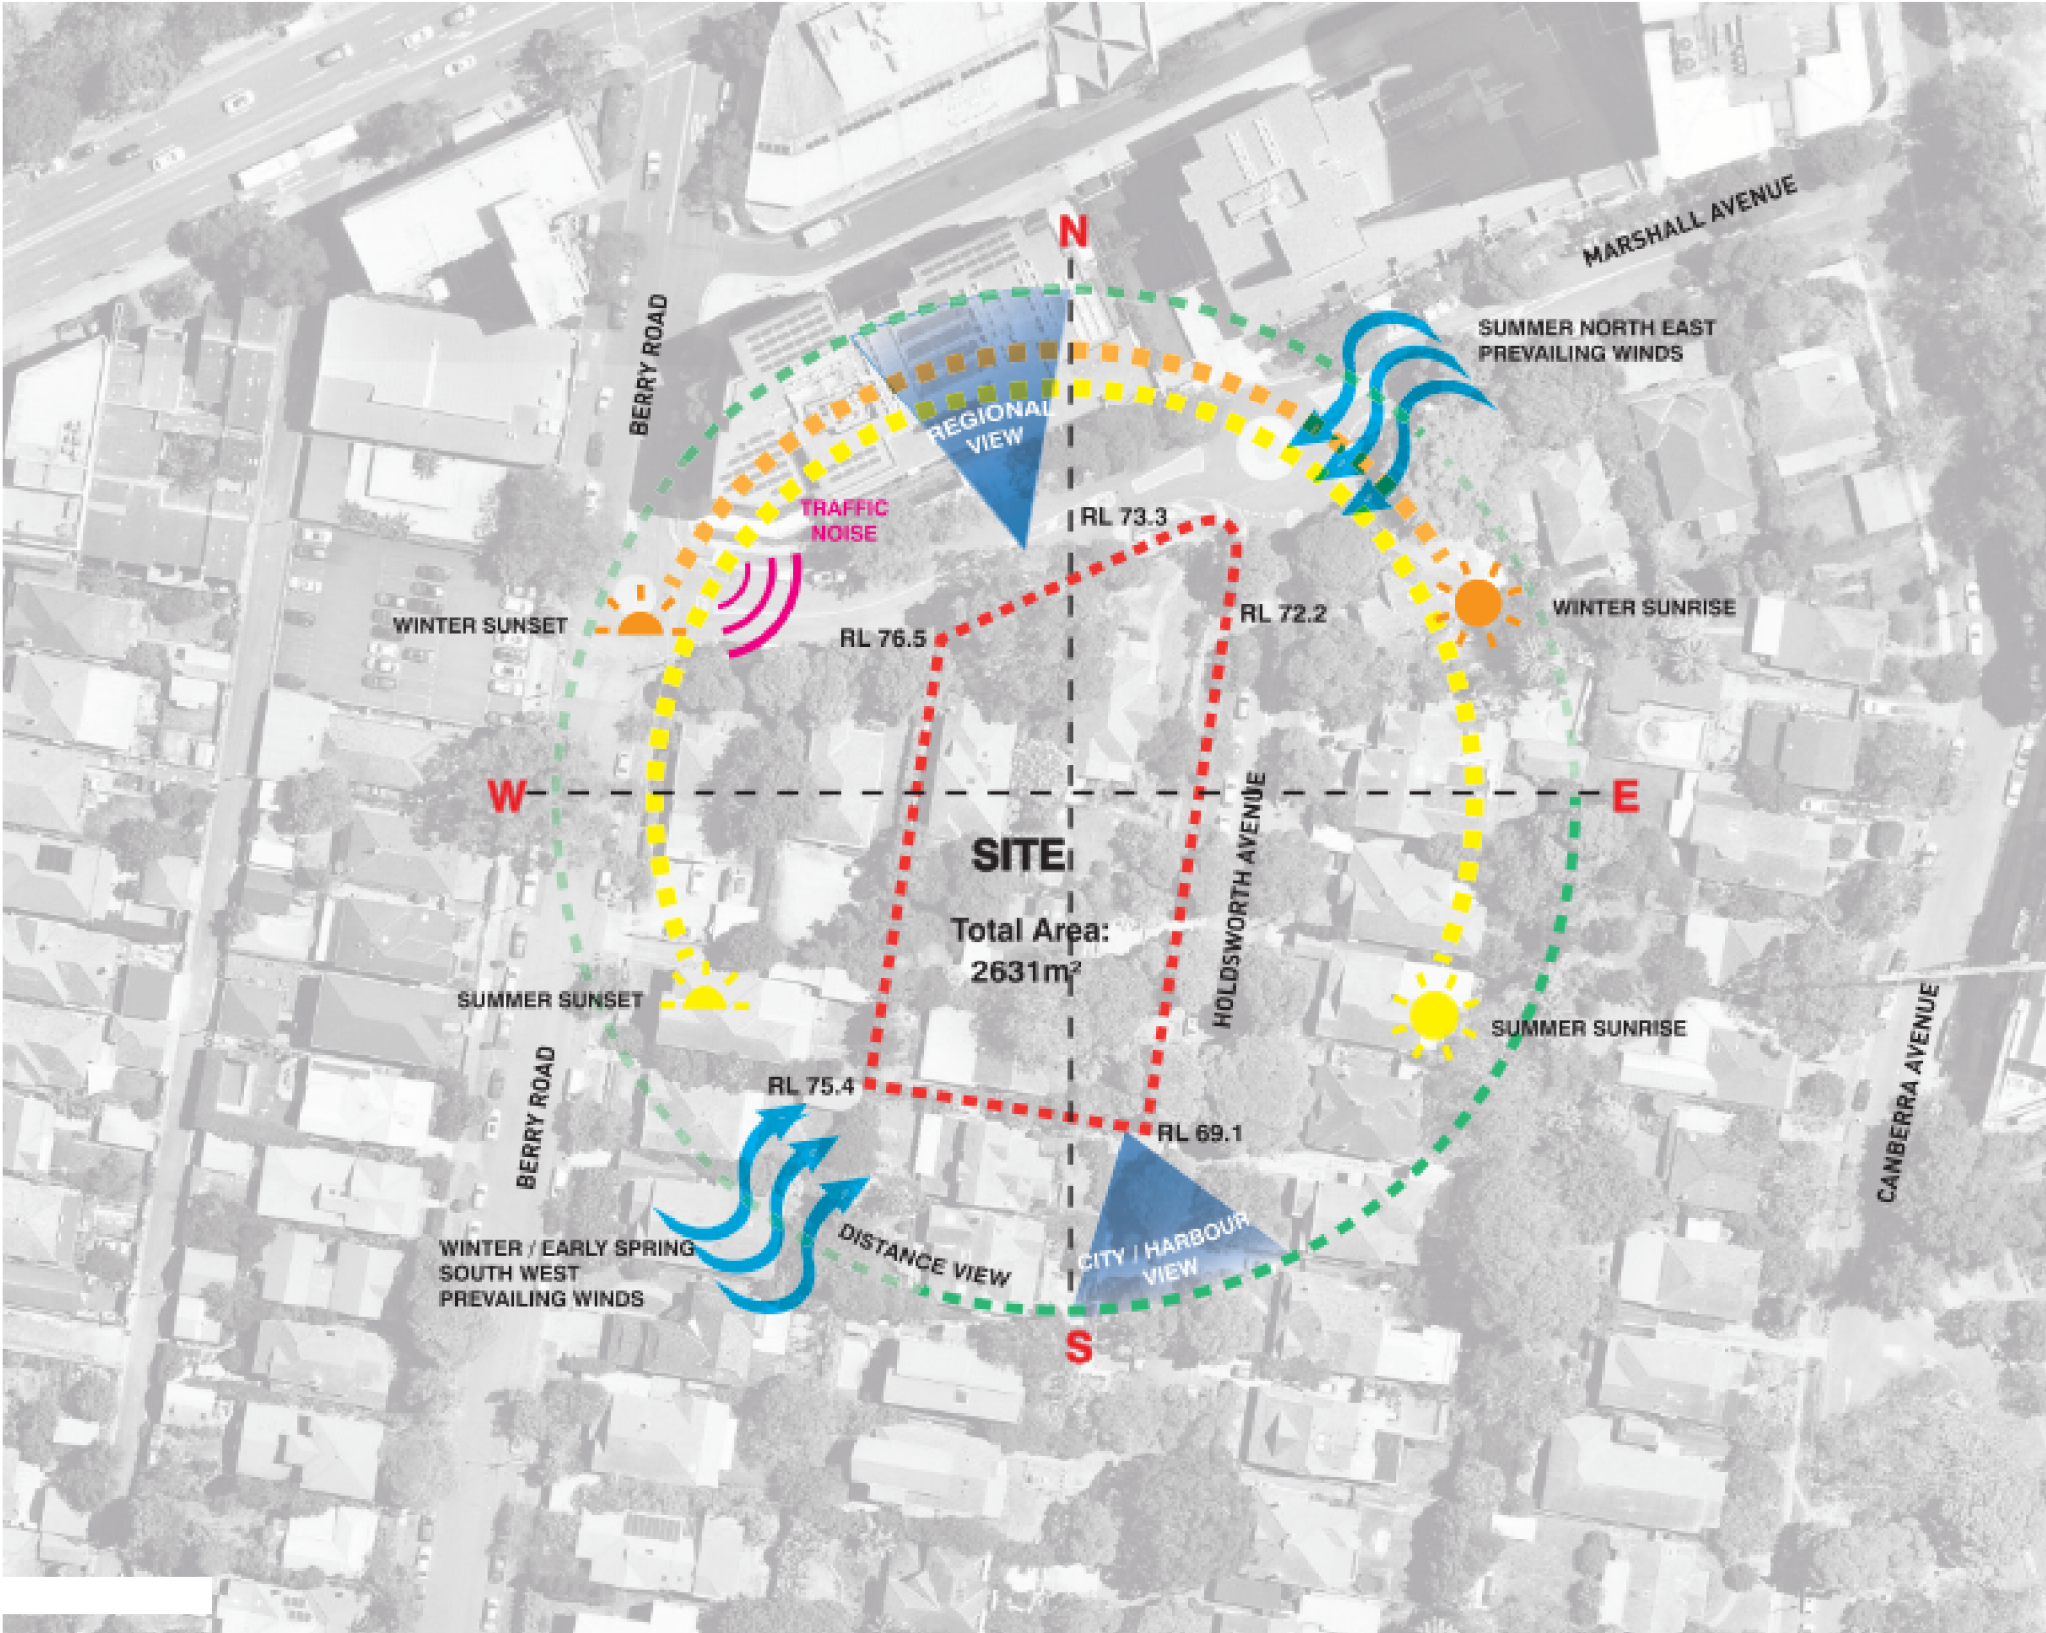 MARSHALL AVENUE
N
SUMMER NORTH EAST
PREVAILING WINDS
BERRY ROAD
REGIONAL
VIEW
TRAFFIC
NOISE
RL 73.3
WINTER SUNSET
RL 76.5
RL 72.2
WINTER SUNRISE
W
E
SITE
HOLDSWORTH AVENUE
Total Area:
2631m²
SUMMER SUNSET
SUMMER SUNRISE
CANBERRA AVENUE
BERRY ROAD
RL 75.4
RL 69.1
WINTER / EARLY SPRING
SOUTH WEST
PREVAILING WINDS
DISTANCE VIEW
CITY / HARBOUR
VIEW
S